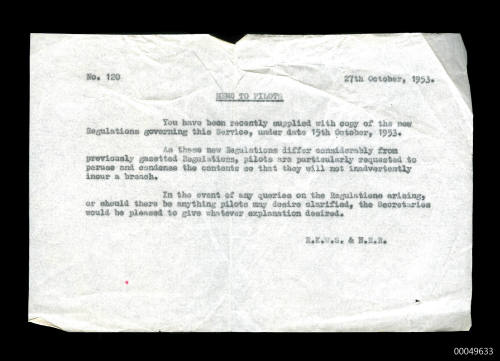 No. 120 27th October, 1953.
MEMO TO PILOTS
You have been recently supplied with copy of the new
Regulations governing this Service, under date 15th October, 1953.
As these new Regulations differ considerably from
previously gazetted Regulations, pilots are particularly requested to
peruse and condense the contents so that they will not inadvertently
incur a breach.
In the event of any queries on the Regulations arising,
or should there be anything pilots may desire clarified, the Secretaries
would be pleased to give whatever explanation desired.
& N.E.R.
00049633